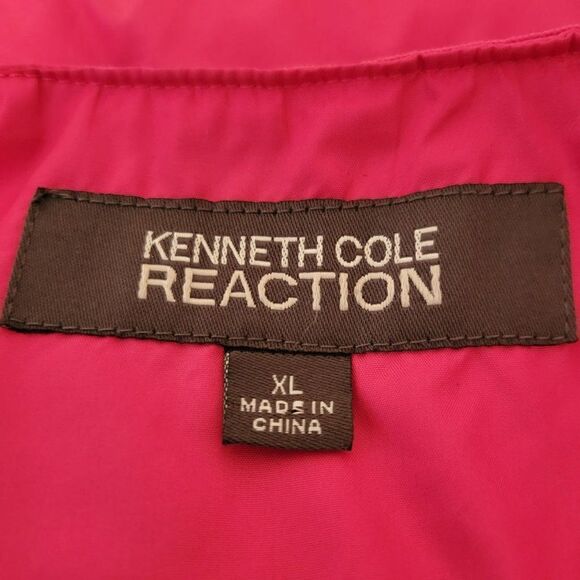 KENNETH COLE
REACTION
XL
MADE IN
CHINA